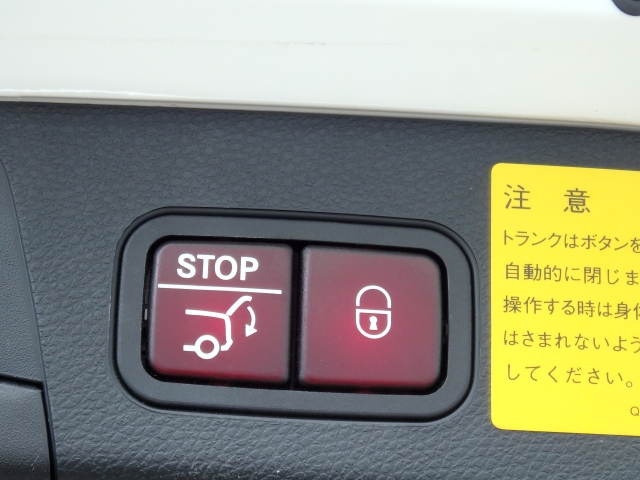 STOP
注意
トランクはボタンを
自動的に閉じま
操作する時は身体
はさまれないよう
してください。
Q